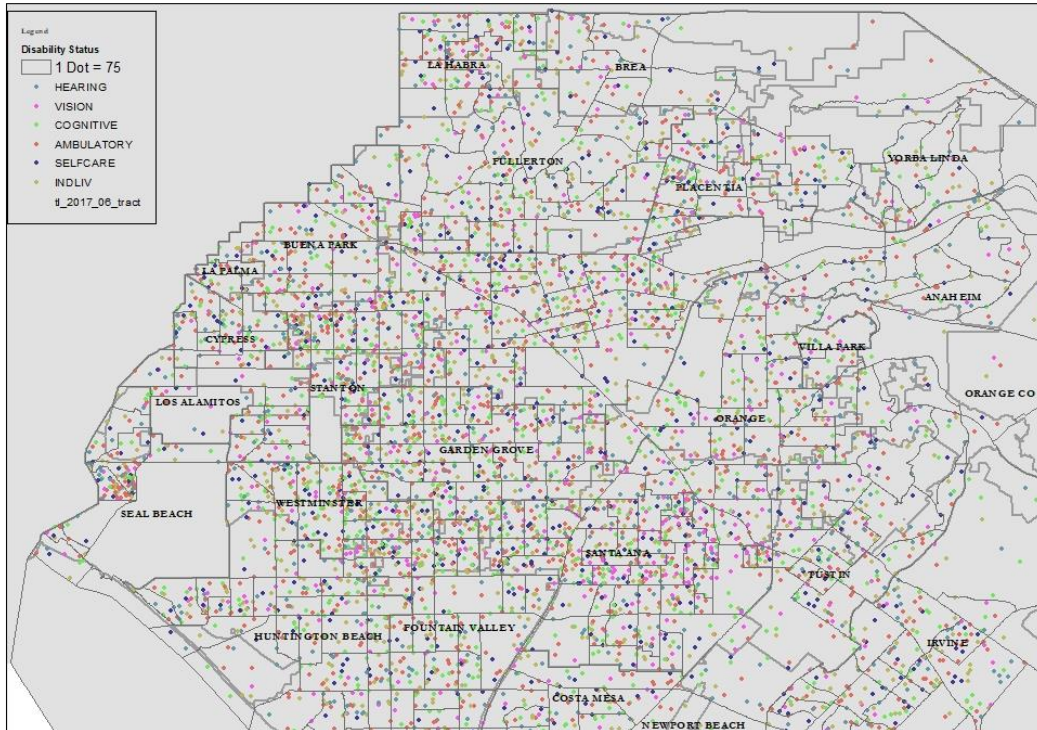 Legend
Disability Status
1 Dot = 75
HEARING
VISION
COGNITIVE
AMBULATORY
SELFCARE
INDLIV
tl_2017_06_tract
LA HABRA
BREA
FULLERTON
YORBA LINDA
PLACENTIA
BUENA PARK
LA PALMA
ANAHEIM
CYPRESS
VILLA PARK
STANTON
ORANGE CO
LOS ALAMITOS
ORANGE
GARDEN GROVE
WESTMINSTER
SEAL BEACH
SANTA ANA
TUSTIN
FOUNTAIN VALLEY
HUNTINGTON BEACH
IRVINE
COSTA MESA
NEWPORT BEACH